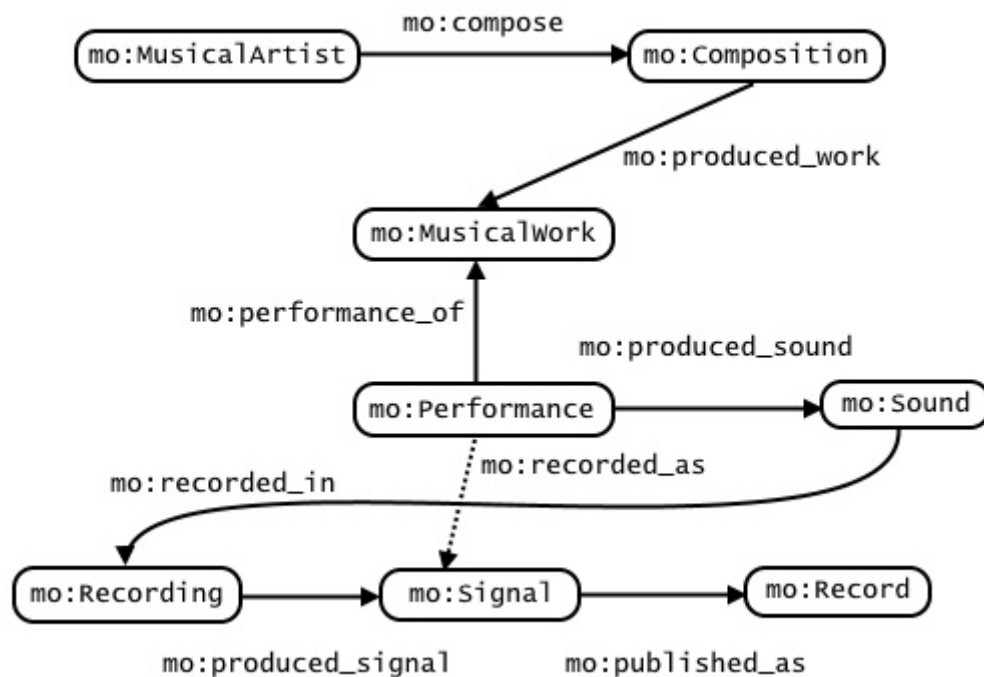 mo:compose
mo:MusicalArtist
mo:Composition
mo:produced_work
mo:MusicalWork
mo:performance_of
mo:produced_sound
mo:Performance
mo:Sound
mo:recorded_as
mo:recorded_in
mo:Recording
mo:Signal
mo:Record
mo:produced_signal
mo:published_as